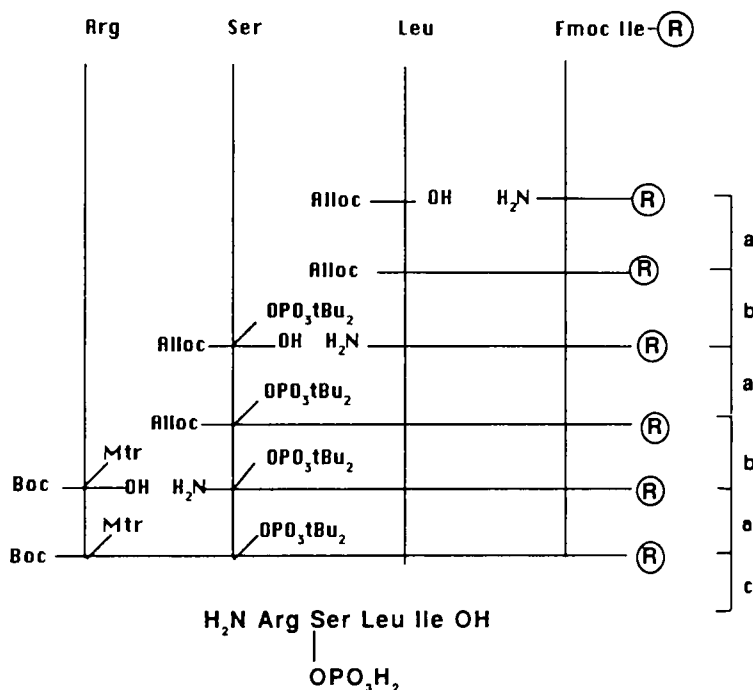 Arg Ser Leu Fmoc Ile-R
Alloc OH H₂N R
a
Alloc R
b
OPO₃tBu₂
Alloc OH H₂N R
a
OPO₃tBu₂
Alloc R
b
Mtr OPO₃tBu₂
Boc OH H₂N R
a
Mtr OPO₃tBu₂
Boc R
c
H₂N Arg Ser Leu Ile OH
OPO₃H₂